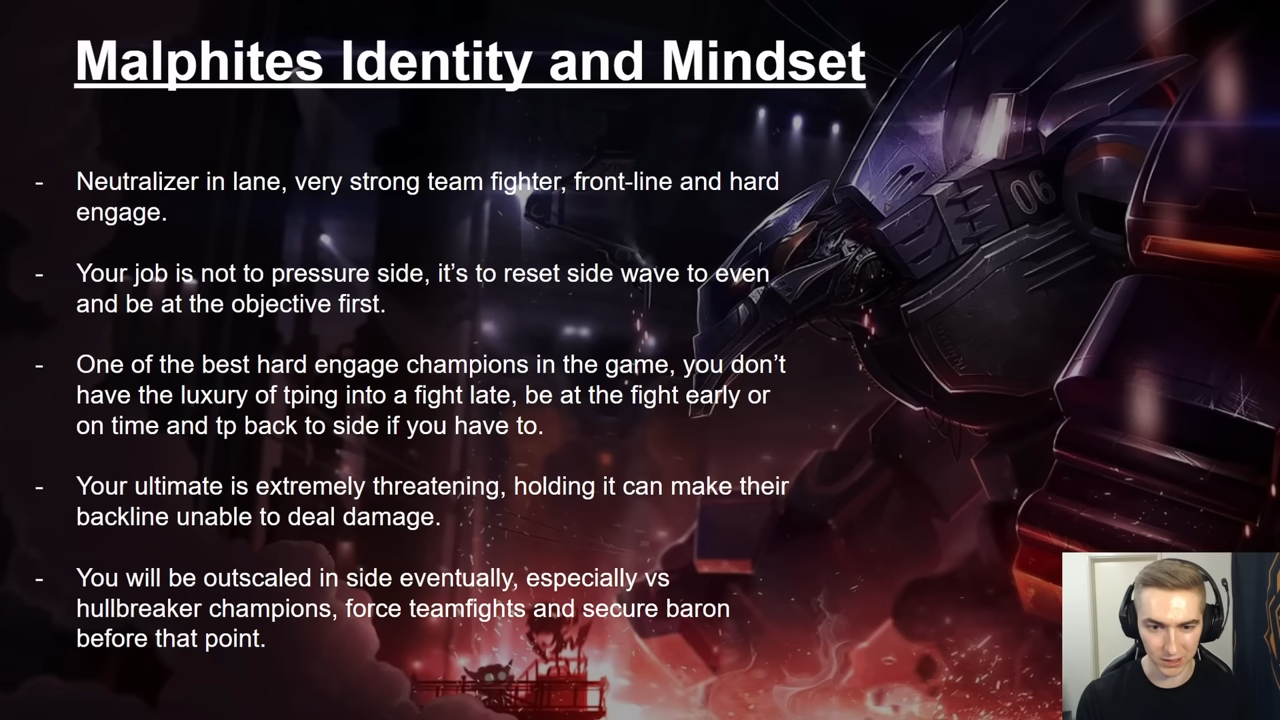 Malphites Identity and Mindset
- Neutralizer in lane, very strong team fighter, front-line and hard
engage.
- Your job is not to pressure side, it’s to reset side wave to even
and be at the objective first.
- One of the best hard engage champions in the game, you don’t
have the luxury of tping into a fight late, be at the fight early or
on time and tp back to side if you have to.
- Your ultimate is extremely threatening, holding it can make their
backline unable to deal damage.
- You will be outscaled in side eventually, especially vs
hullbreaker champions, force teamfights and secure baron
before that point.
06